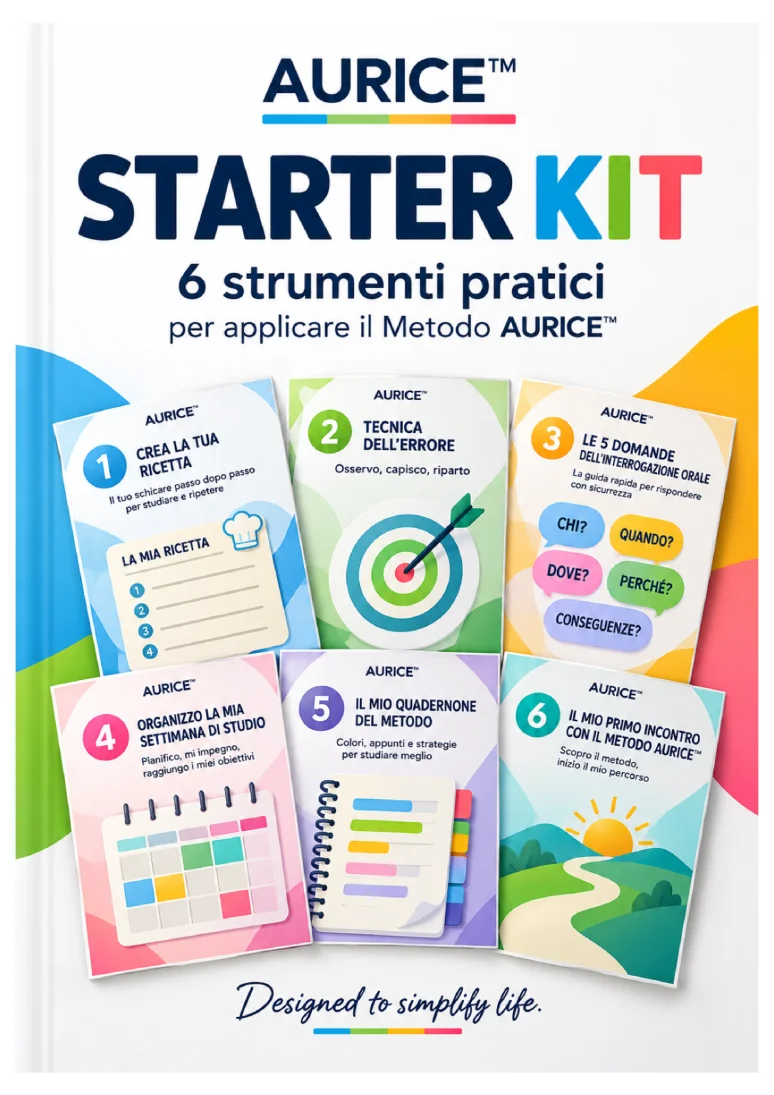 AURICE™
STARTER KIT
6 strumenti pratici
per applicare il Metodo AURICE™
AURICE™
1
CREA LA TUA
RICETTA
Il tuo schicare passo dopo passo
per studiare e ripetere
LA MIA RICETTA
1
2
3
4
AURICE™
2
TECNICA
DELL'ERRORE
Osservo, capisco, riparto
AURICE™
3
LE 5 DOMANDE
DELL'INTERROGAZIONE ORALE
La guida rapida per rispondere
con sicurezza
CHI?
QUANDO?
DOVE?
PERCHÉ?
CONSEGUENZE?
AURICE™
4
ORGANIZZO LA MIA
SETTIMANA DI STUDIO
Pianifico, mi impegno,
raggiungo i miei obiettivi
AURICE™
5
IL MIO QUADERNONE
DEL METODO
Colori, appunti e strategie
per studiare meglio
AURICE™
6
IL MIO PRIMO INCONTRO
CON IL METODO AURICE™
Scopro il metodo,
inizio il mio percorso
Designed to simplify life.